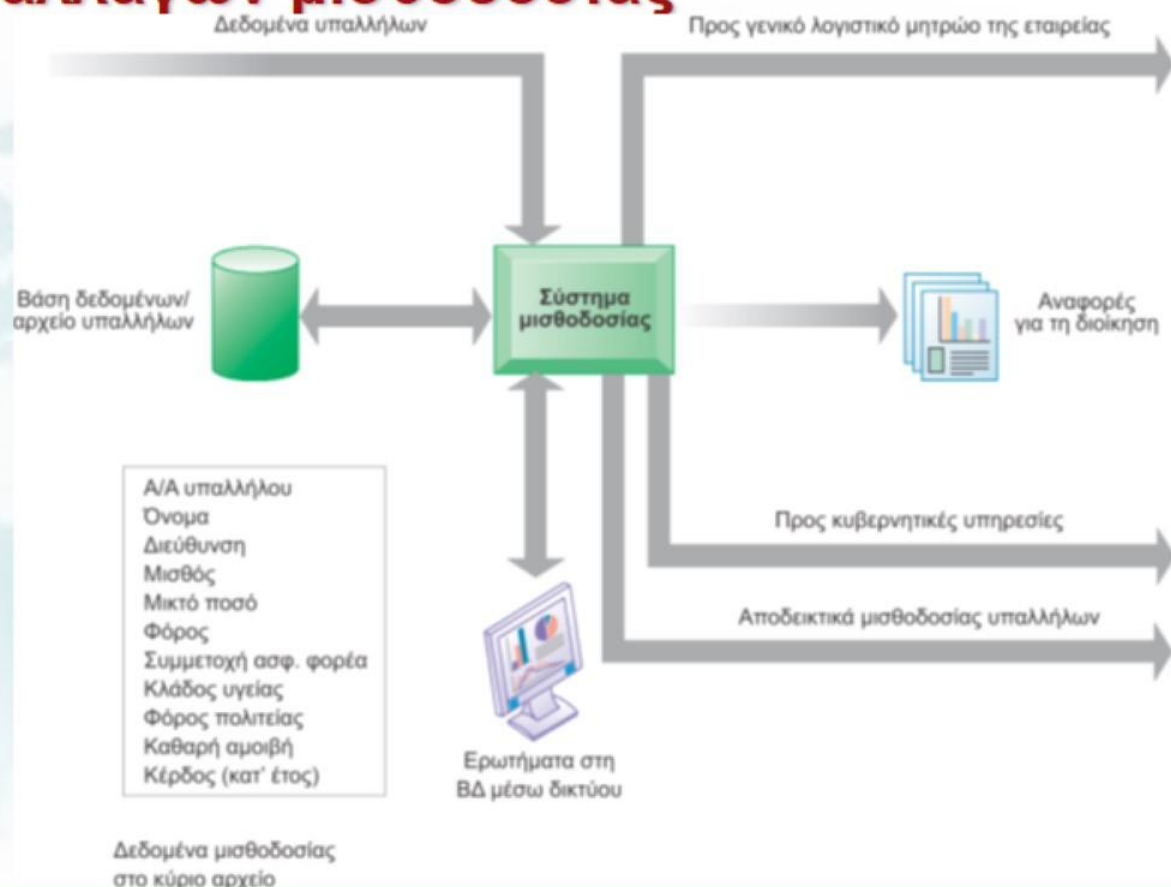 μισθοδοσίας
Δεδομένα υπαλλήλων
Προς γενικό λογιστικό μητρώο της εταιρείας
Βάση δεδομένων/
αρχείο υπαλλήλων
Σύστημα
μισθοδοσίας
Αναφορές
για τη διοίκηση
Α/Α υπαλλήλου
Όνομα
Διεύθυνση
Μισθός
Μικτό ποσό
Φόρος
Συμμετοχή ασφ. φορέα
Κλάδος υγείας
Φόρος πολιτείας
Καθαρή αμοιβή
Κέρδος (κατ' έτος)
Προς κυβερνητικές υπηρεσίες
Αποδεικτικά μισθοδοσίας υπαλλήλων
Ερωτήματα στη
ΒΔ μέσω δικτύου
Δεδομένα μισθοδοσίας
στο κύριο αρχείο